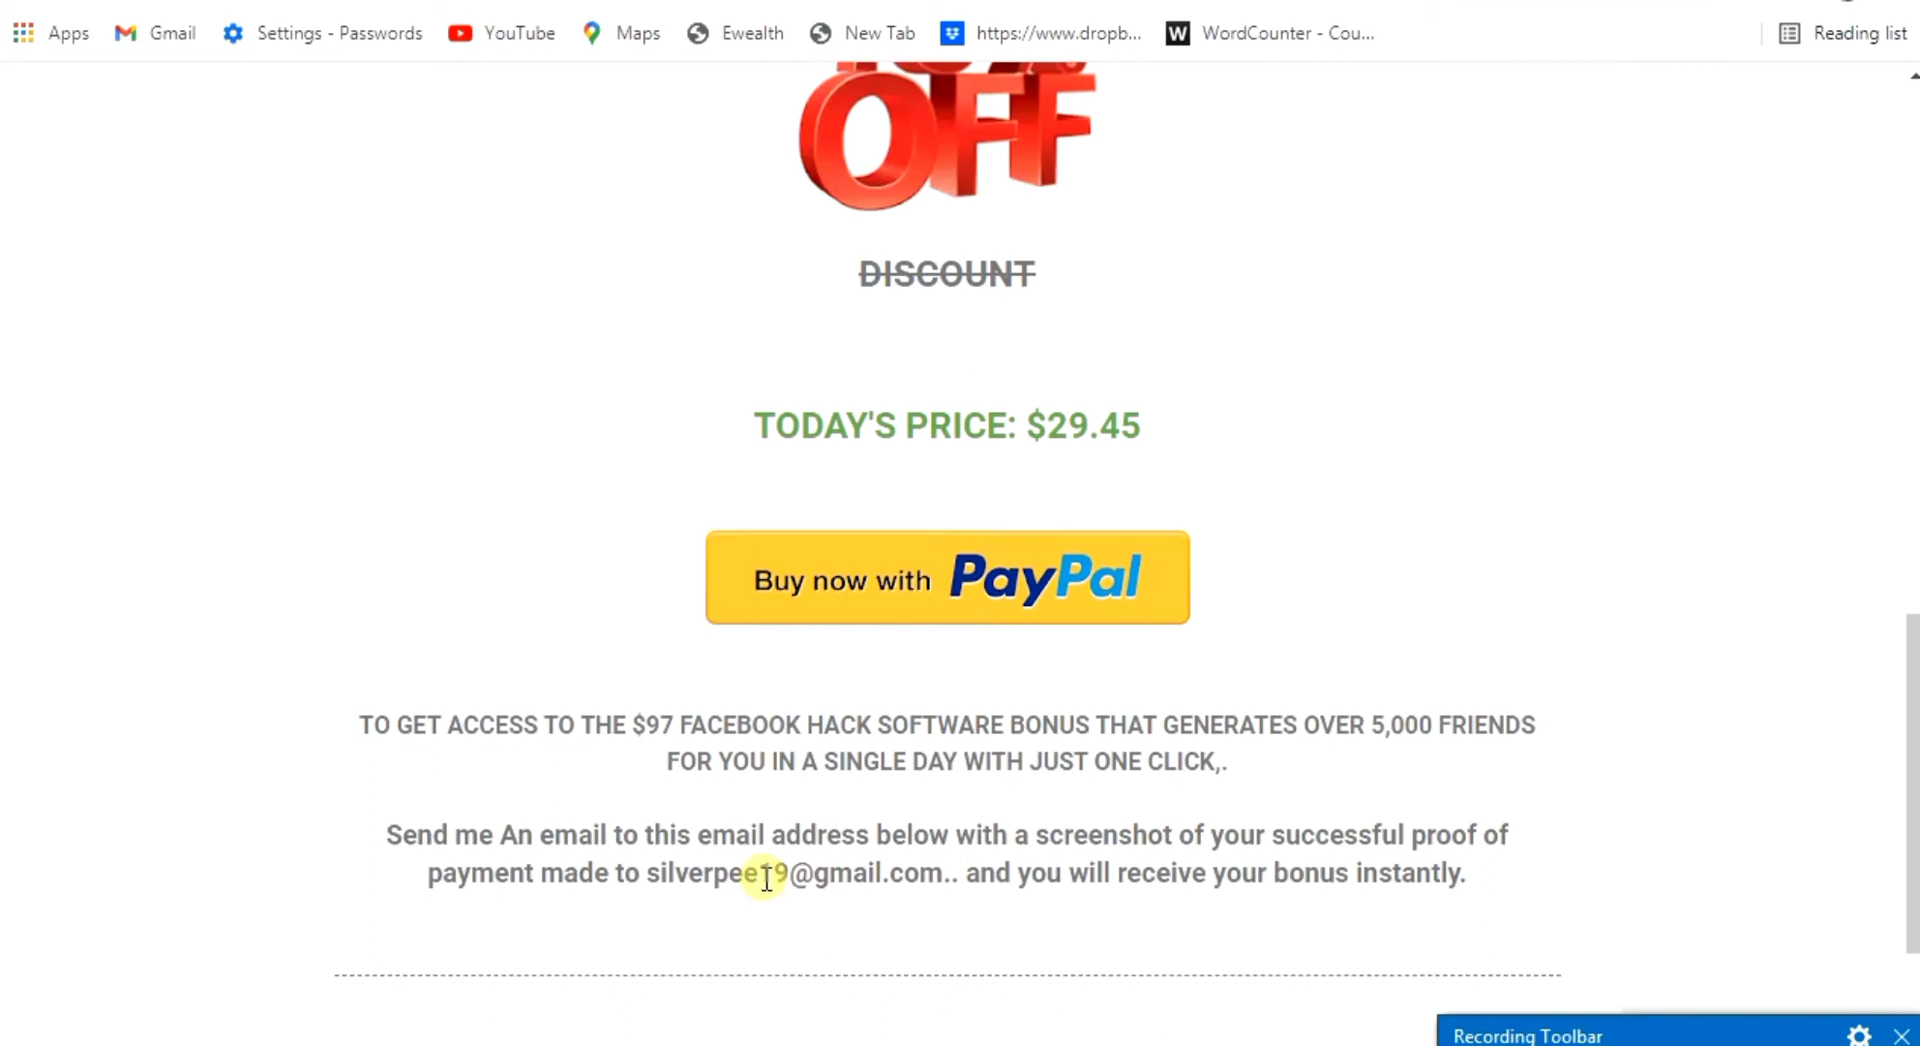 Apps Gmail Settings - Passwords YouTube Maps Ewealth New Tab https://www.dropb... W WordCounter - Cou... Reading list
OFF
DISCOUNT
TODAY'S PRICE: $29.45
Buy now with PayPal
TO GET ACCESS TO THE $97 FACEBOOK HACK SOFTWARE BONUS THAT GENERATES OVER 5,000 FRIENDS
FOR YOU IN A SINGLE DAY WITH JUST ONE CLICK,.
Send me An email to this email address below with a screenshot of your successful proof of
payment made to silverpee19@gmail.com.. and you will receive your bonus instantly.
Recording Toolbar